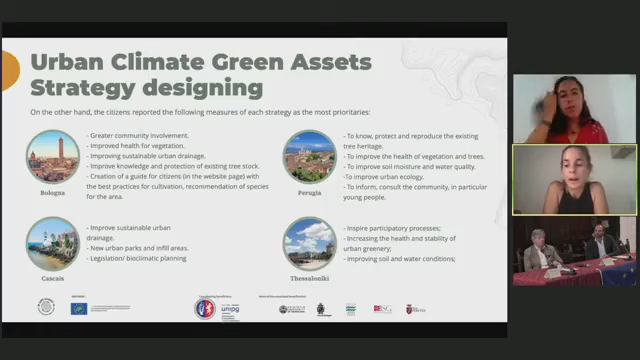 Urban Climate Green Assets
Strategy designing
On the other hand, the citizens reported the following measures of each strategy as the most prioritaries:
- Greater community involvement.
- Improved health for vegetation.
- Improving sustainable urban drainage.
- Improve knowledge and protection of existing tree stock.
- Creation of a guide for citizens (in the website page) with
the best practices for cultivation, recommendation of species
for the area.
Bologna
- To know, protect and reproduce the existing
tree heritage.
- To improve the health of vegetation and trees.
- To improve soil moisture and water quality.
-To improve urban ecology.
- To inform, consult the community, in particular
young people.
Perugia
- Improve sustainable urban
drainage.
- New urban parks and infill areas.
- Legislation/ bioclimatic planning
Cascais
- Inspire participatory processes;
- Increasing the health and stability of
urban greenery;
- Improving soil and water conditions;
Thessaloniki
unipg
ISG